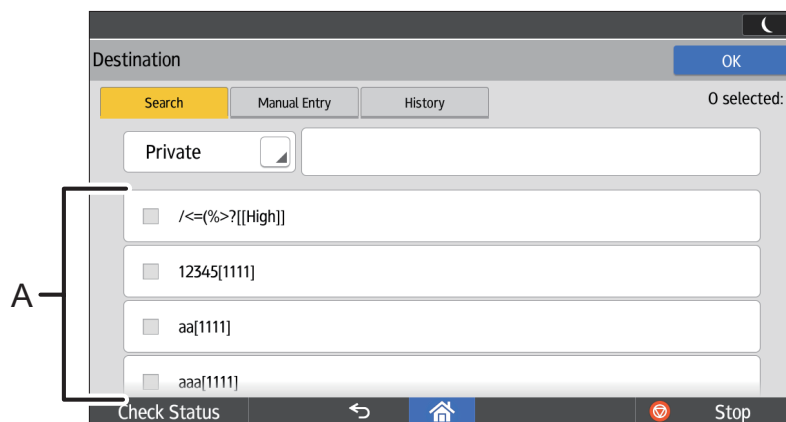 Destination
OK
Search
Manual Entry
History
0 selected:
Private
/<=(%>?[[High]]
12345[1111]
A
aa[1111]
aaa[1111]
Check Status
Stop